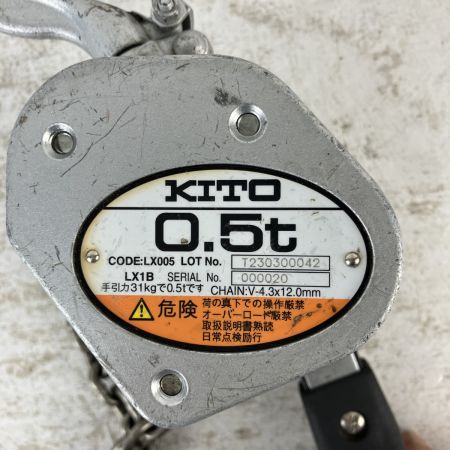 KITO
0.5t
CODE:LX005 LOT No. T230300042
LX1B SERIAL No. 000020
手引力31kgで0.5tです CHAIN:V-4.3x12.0mm
危険
荷の真下での操作厳禁
オーバーロード厳禁
取扱説明書熟読
日常点検励行